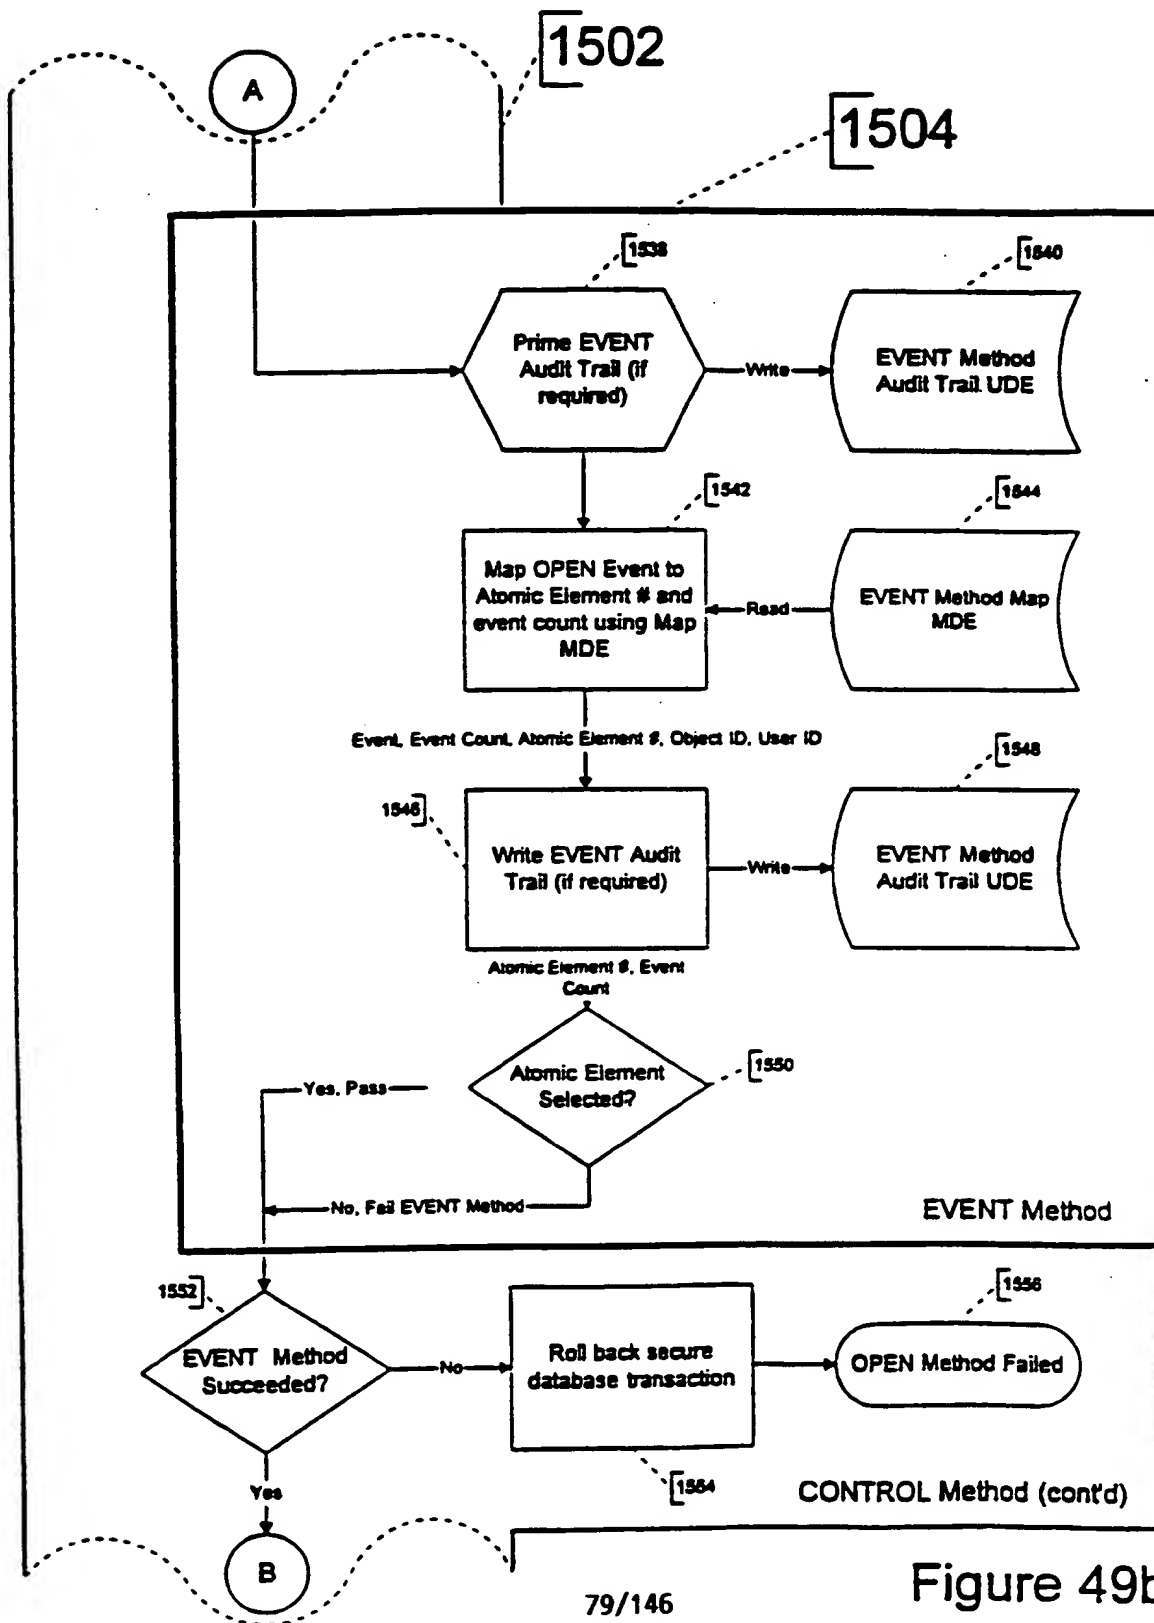 1502
A
1504
1538
1540
Prime EVENT
Audit Trail (if
required)
Write
EVENT Method
Audit Trail UDE
1542
1544
Map OPEN Event to
Atomic Element # and
event count using Map
MDE
Read
EVENT Method Map
MDE
Event, Event Count, Atomic Element #, Object ID, User ID
1548
1546
Write EVENT Audit
Trail (if required)
Write
EVENT Method
Audit Trail UDE
Atomic Element #, Event
Count
1550
Atomic Element
Selected?
Yes, Pass
No, Fail EVENT Method
EVENT Method
1552
1556
EVENT Method
Succeeded?
No
Roll back secure
database transaction
OPEN Method Failed
1554
Yes
CONTROL Method (cont'd)
B
Figure 49b
79/146